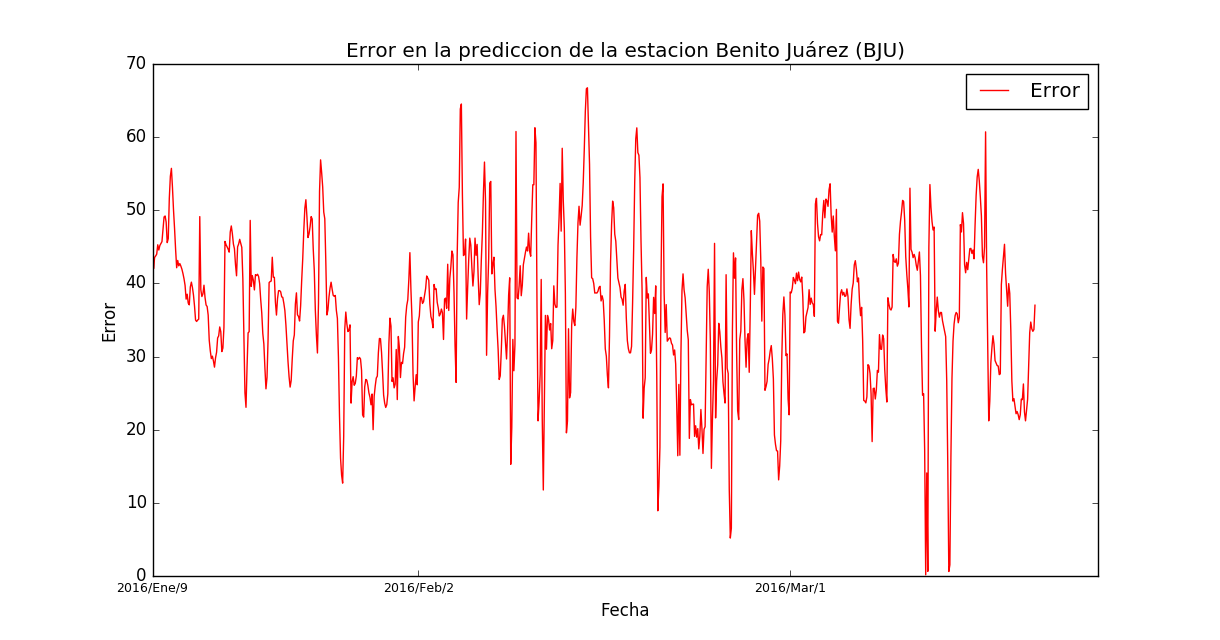 Error en la prediccion de la estacion Benito Juárez (BJU)
70
60
50
40
30
20
10
0
Error
Error
2016/Ene/9
2016/Feb/2
2016/Mar/1
Fecha